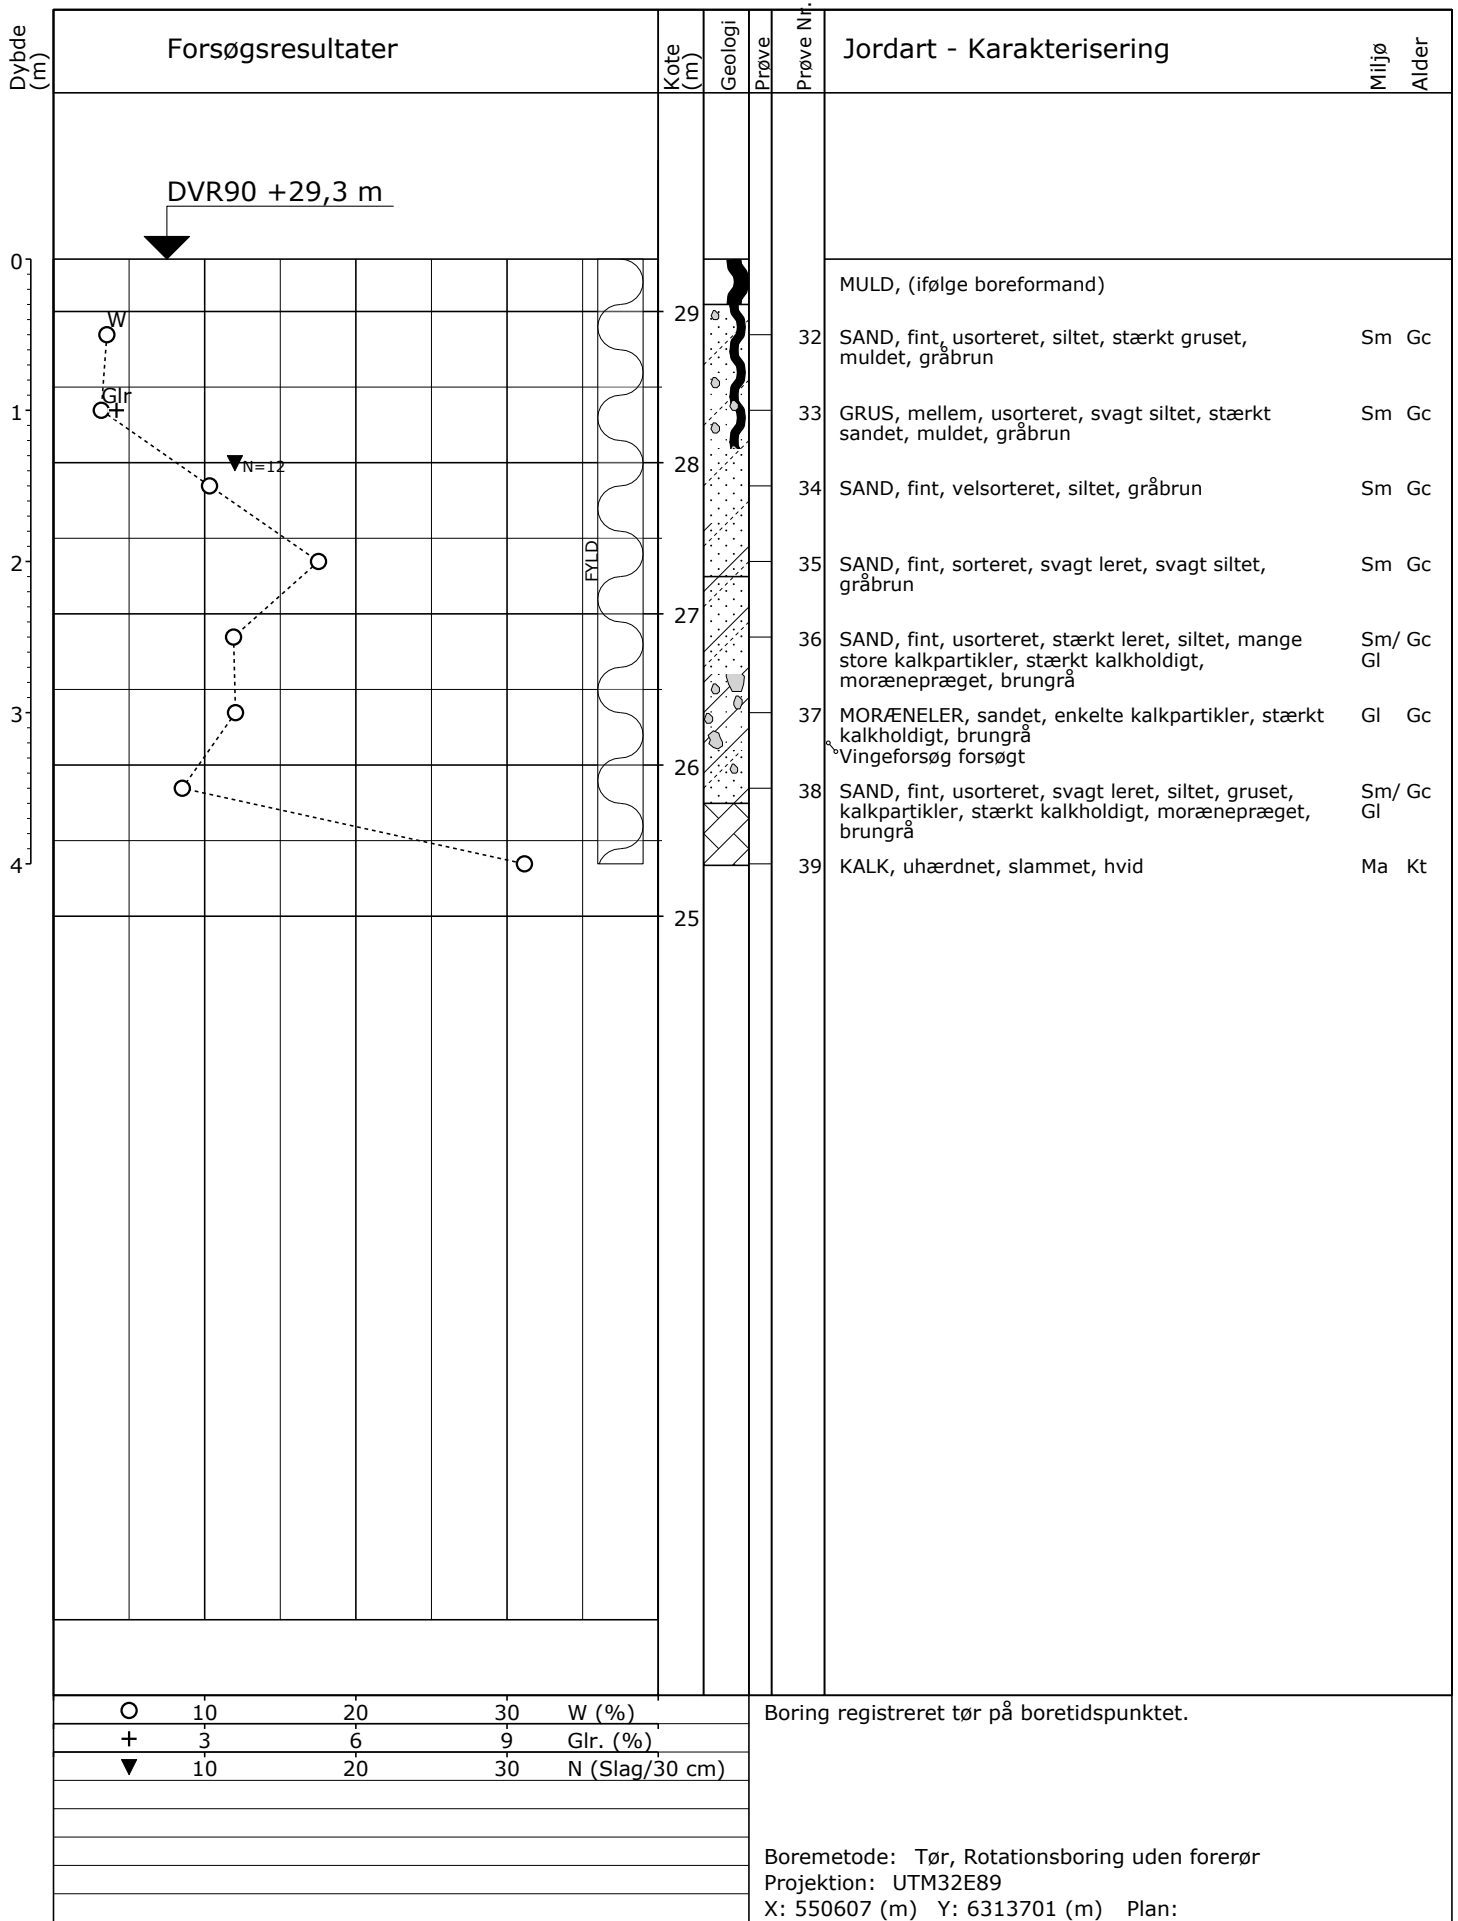 Dybde
(m)
Forsøgsresultater
Kote
(m)
Geologi
Prøve
Prøve Nr.
Jordart - Karakterisering
Miljø
Alder
DVR90 +29,3 m
0
MULD, (ifølge boreformand)
29
W
32 SAND, fint, usorteret, siltet, stærkt gruset, Sm Gc
muldet, gråbrun
Glr
1
33 GRUS, mellem, usorteret, svagt siltet, stærkt Sm Gc
sandet, muldet, gråbrun
N=12
28
34 SAND, fint, velsorteret, siltet, gråbrun Sm Gc
FYLD
2
35 SAND, fint, sorteret, svagt leret, svagt siltet, Sm Gc
gråbrun
27
36 SAND, fint, usorteret, stærkt leret, siltet, mange Sm/ Gc
store kalkpartikler, stærkt kalkholdigt, Gl
morænepræget, brungrå
3
37 MORÆNELER, sandet, enkelte kalkpartikler, stærkt Gl Gc
kalkholdigt, brungrå
Vingeforsøg forsøgt
26
38 SAND, fint, usorteret, svagt leret, siltet, gruset, Sm/ Gc
kalkpartikler, stærkt kalkholdigt, morænepræget, Gl
brungrå
4
39 KALK, uhærdnet, slammet, hvid Ma Kt
25
10 20 30 W (%)
3 6 9 Glr. (%)
10 20 30 N (Slag/30 cm)
Boring registreret tør på boretidspunktet.
Boremetode: Tør, Rotationsboring uden forerør
Projektion: UTM32E89
X: 550607 (m) Y: 6313701 (m) Plan: